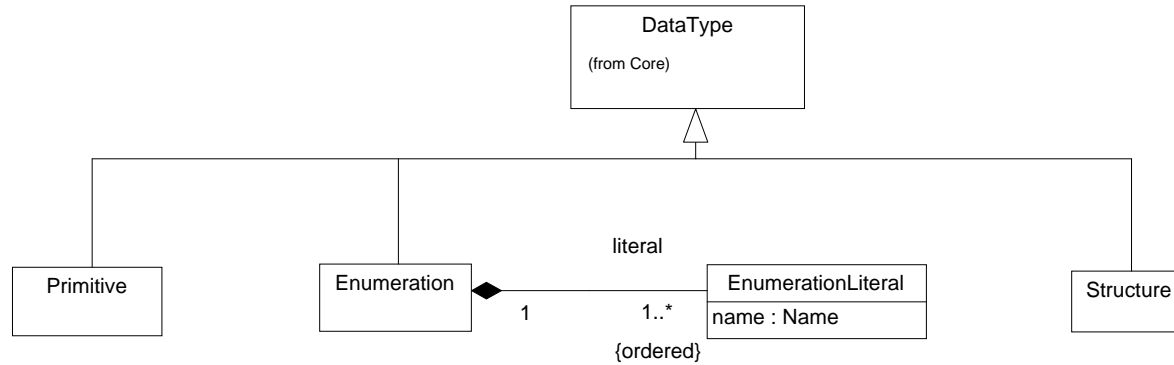 DataType
(from Core)
literal
Primitive
Enumeration
EnumerationLiteral
Structure
1
1..*
name : Name
{ordered}